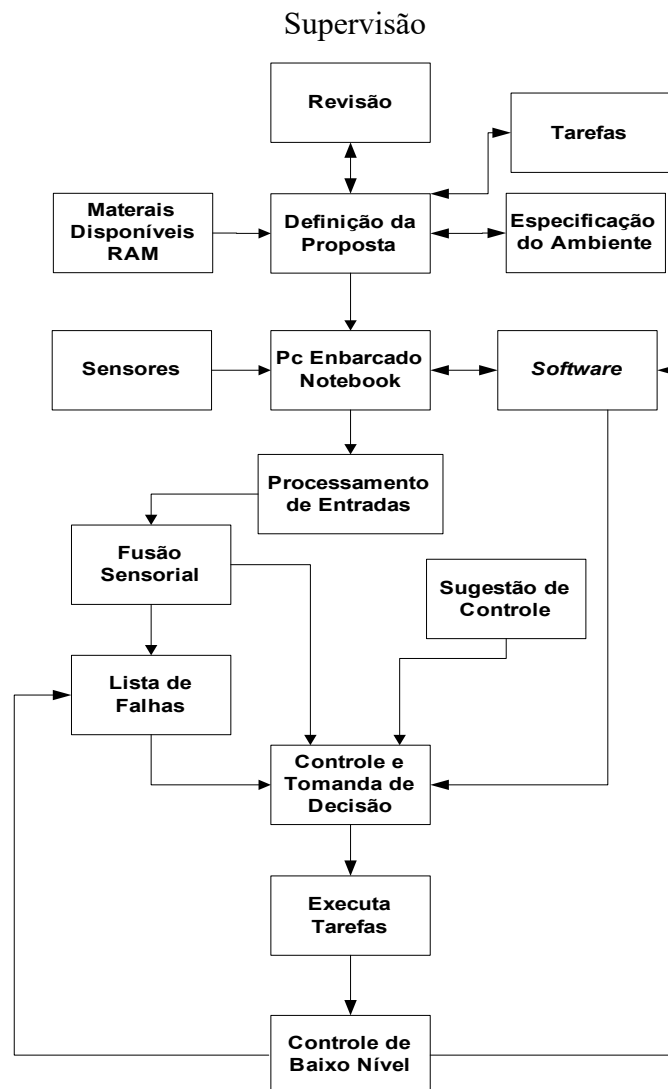 Supervisão
Revisão
Tarefas
Materais
Disponíveis
RAM
Definição da
Proposta
Especificação
do Ambiente
Sensores
Pc Enbarcado
Notebook
Software
Processamento
de Entradas
Fusão
Sensorial
Sugestão de
Controle
Lista de
Falhas
Controle e
Tomanda de
Decisão
Executa
Tarefas
Controle de
Baixo Nível